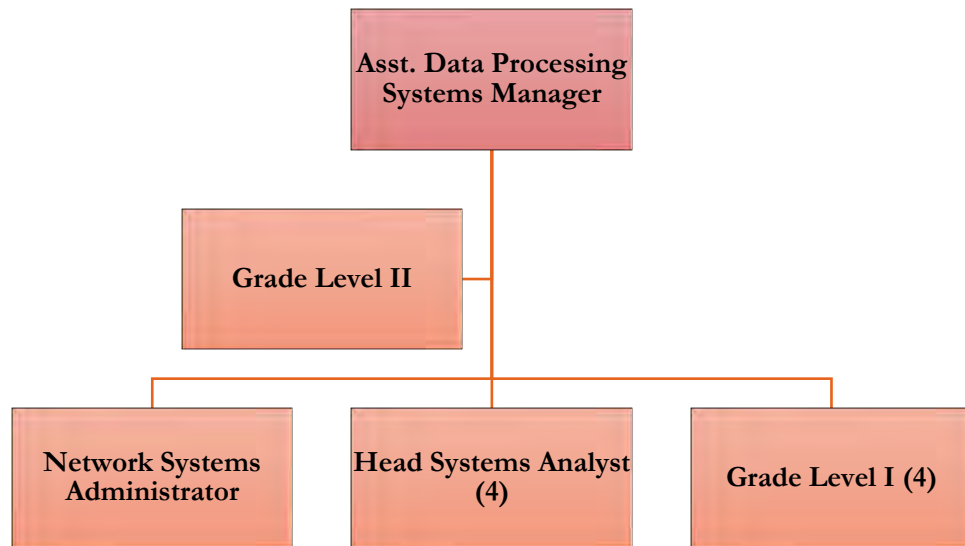 Asst. Data Processing
Systems Manager
Grade Level II
Network Systems
Administrator
Head Systems Analyst
(4)
Grade Level I (4)